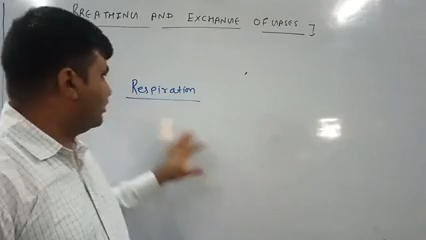 BREATHING AND EXCHANGE OF GASES ]
Respiration